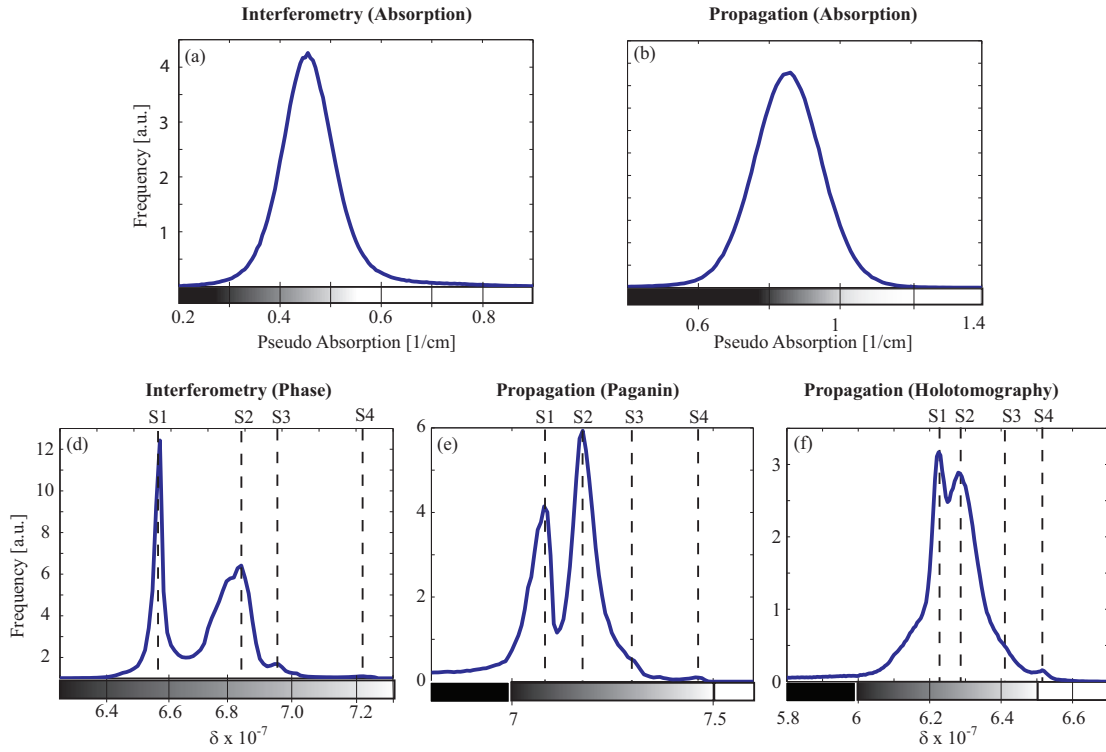 Interferometry (Absorption)
Propagation (Absorption)
(a)
4
3
2
1
Frequency [a.u.]
0.2 0.4 0.6 0.8
Pseudo Absorption [1/cm]
(b)
0.6 1 1.4
Pseudo Absorption [1/cm]
Interferometry (Phase)
S1 S2 S3 S4
(d)
12
10
8
6
4
2
Frequency [a.u.]
6.4 6.6 6.8 7.0 7.2
δ x 10-7
Propagation (Paganin)
S1 S2 S3 S4
(e)
6
4
2
0
7 7.5
Propagation (Holotomography)
S1 S2 S3 S4
(f)
3
2
1
0
5.8 6 6.2 6.4 6.6
δ x 10-7